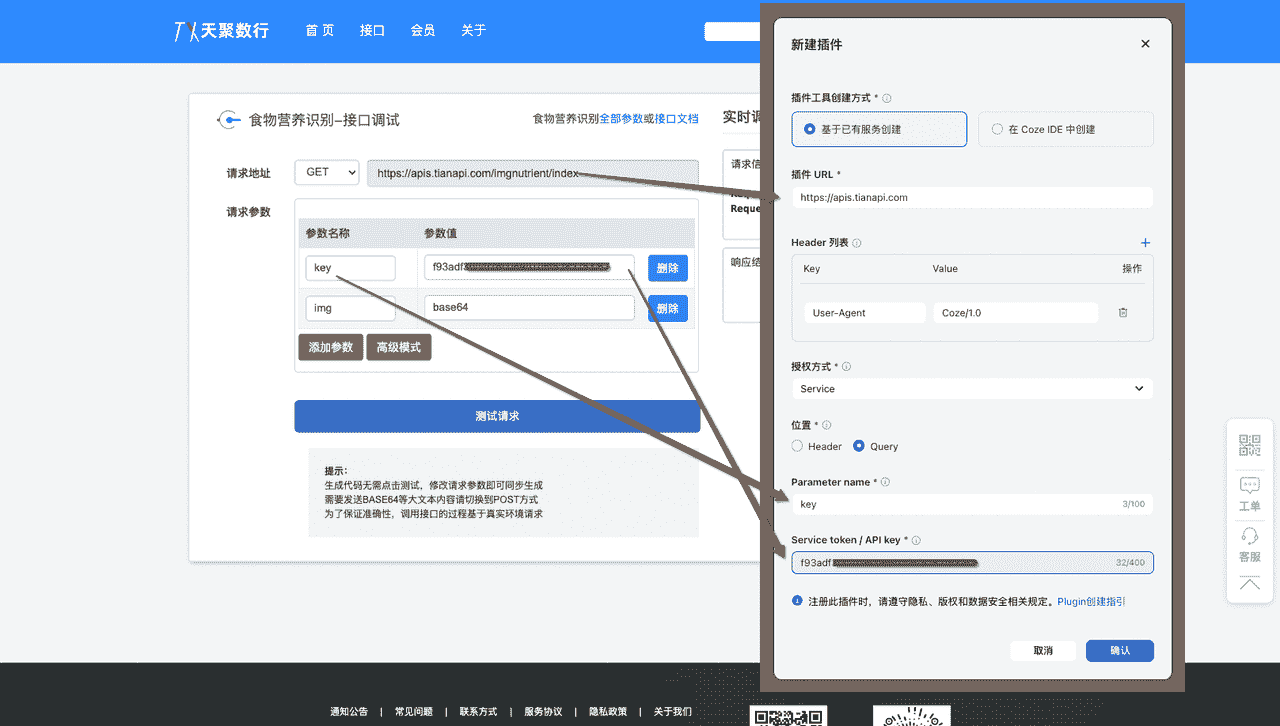 天聚数行
首 页 接口 会员 关于
食物营养识别-接口调试
食物营养识别全部参数或接口文档
请求地址 GET https://apis.tianapi.com/imgnutrient/index
请求参数
参数名称 参数值
key f93adf 删除
img base64 删除
添加参数 高级模式
测试请求
提示:
生成代码无需点击测试，修改请求参数即可同步生成
需要发送BASE64等大文本内容请切换到POST方式
为了保证准确性，调用接口的过程基于真实环境请求
实时调
请求信
Reque
响应结
新建插件
插件工具创建方式 *
基于已有服务创建 在 Coze IDE 中创建
插件 URL *
https://apis.tianapi.com
Header 列表
Key Value 操作
User-Agent Coze/1.0
授权方式 *
Service
位置 *
Header Query
Parameter name *
key 3/100
Service token / API key *
f93adf 32/400
注册此插件时，请遵守隐私、版权和数据安全相关规定。Plugin创建指引
取消 确认
工单
客服
通知公告 | 常见问题 | 联系方式 | 服务协议 | 隐私政策 | 关于我们